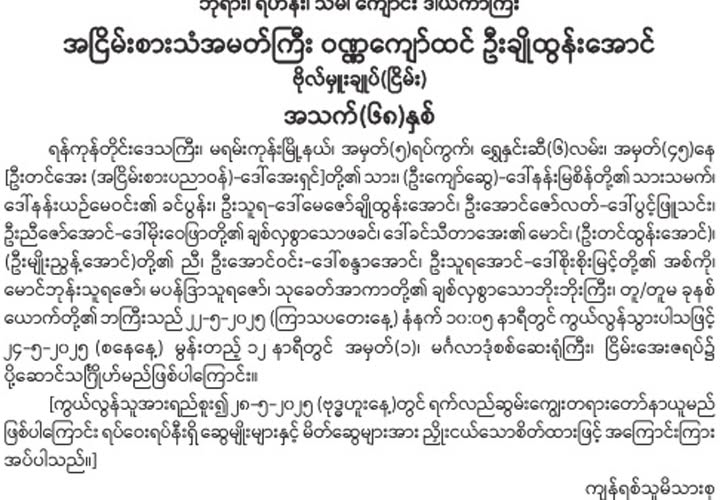 ဘုရား၊ ရဟန်း၊ သိမ်၊ ကျောင်း ဒါယကာကြီး
အငြိမ်းစားသံအမတ်ကြီး ဝဏ္ဏကျော်ထင် ဦးချိုထွန်းအောင်
ဗိုလ်မှူးချုပ်(ငြိမ်း)
အသက်(၆၈)နှစ်
ရန်ကုန်တိုင်းဒေသကြီး၊ မရမ်းကုန်းမြို့နယ်၊ အမှတ်(၅)ရပ်ကွက်၊ ရွှေနှင်းဆီ(၆)လမ်း၊ အမှတ်(၄၅)နေ
[ဦးတင်အေး (အငြိမ်းစားပညာဝန်)-ဒေါ်အေးရှင်]တို့၏ သား၊ (ဦးကျော်ဆွေ)-ဒေါ်နန်းမြစိန်တို့၏ သားသမက်၊
ဒေါ်နန်းယဉ်မေဝင်း၏ ခင်ပွန်း၊ ဦးသူရ-ဒေါ်မေဇော်ချိုထွန်းအောင်၊ ဦးအောင်ဇော်လတ်-ဒေါ်ပွင့်ဖြူသင်း၊
ဦးညီဇော်အောင်-ဒေါ်မိုးဝေဖြာတို့၏ ချစ်လှစွာသောဖခင်၊ ဒေါ်ခင်သီတာအေး၏ မောင်၊ (ဦးတင်ထွန်းအောင်)၊
(ဦးမျိုးညွန့်အောင်)တို့၏ ညီ၊ ဦးအောင်ဝင်း-ဒေါ်စန္ဒာအောင်၊ ဦးသူရအောင်-ဒေါ်စိုးစိုးမြင့်တို့၏ အစ်ကို၊
မောင်ဘုန်းသူရဇော်၊ မပန်ဒြာသူရဇော်၊ သုခေတ်အာကာတို့၏ ချစ်လှစွာသောဘိုးဘိုးကြီး၊ တူ/တူမ ခုနစ်
ယောက်တို့၏ ဘကြီးသည် ၂၂-၅-၂၀၂၅ (ကြာသပတေးနေ့) နံနက် ၁၀:၀၅ နာရီတွင် ကွယ်လွန်သွားပါသဖြင့်
၂၄-၅-၂၀၂၅ (စနေနေ့) မွန်းတည့် ၁၂ နာရီတွင် အမှတ်(၁)၊ မင်္ဂလာဒုံစစ်ဆေးရုံကြီး၊ ငြိမ်းအေးဇရပ်၌
ပို့ဆောင်သင်္ဂြိုဟ်မည်ဖြစ်ပါကြောင်း။
[ကွယ်လွန်သူအားရည်စူး၍ ၂၈-၅-၂၀၂၅ (ဗုဒ္ဓဟူးနေ့)တွင် ရက်လည်ဆွမ်းကျွေးတရားတော်နာယူမည်
ဖြစ်ပါကြောင်း ရပ်ဝေးရပ်နီးရှိ ဆွေမျိုးများနှင့် မိတ်ဆွေများအား ညှိုးငယ်သောစိတ်ထားဖြင့် အကြောင်းကြား
အပ်ပါသည်။]
ကျန်ရစ်သူမိသားစု